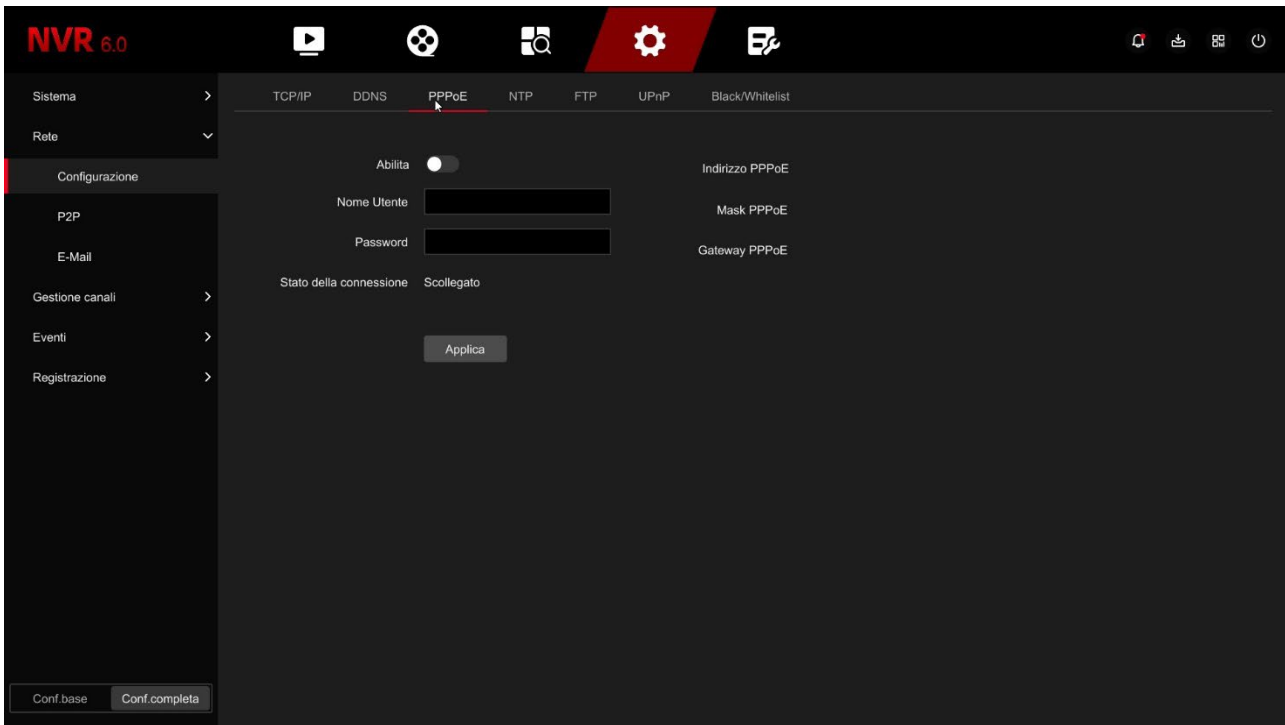 NVR 6.0
Sistema
Rete
Configurazione
P2P
E-Mail
Gestione canali
Eventi
Registrazione
Conf.base Conf.completa
TCP/IP DDNS PPPoE NTP FTP UPnP Black/Whitelist
Abilita
Nome Utente
Password
Stato della connessione Scollegato
Applica
Indirizzo PPPoE
Mask PPPoE
Gateway PPPoE